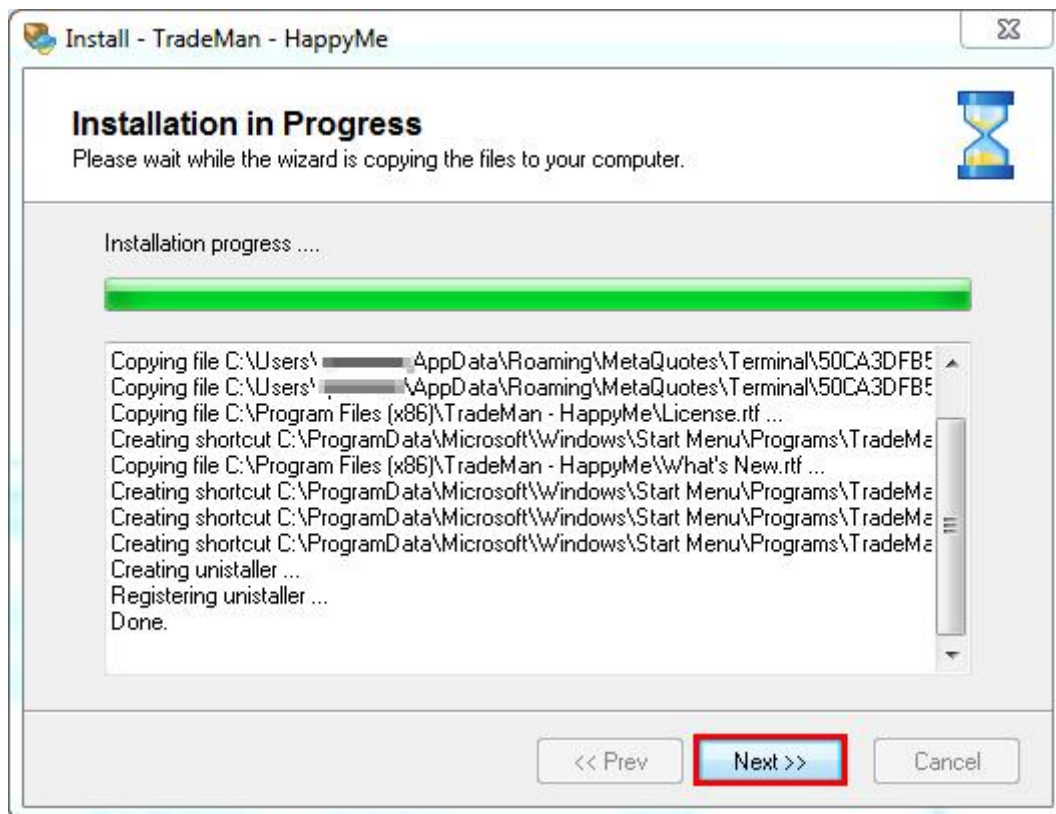 Install - TradeMan - HappyMe
Installation in Progress
Please wait while the wizard is copying the files to your computer.
Installation progress ....
Copying file C:\Users\ AppData\Roaming\MetaQuotes\Terminal\50CA3DFB5
Copying file C:\Users\ \AppData\Roaming\MetaQuotes\Terminal\50CA3DFB5
Copying file C:\Program Files (x86)\TradeMan - HappyMe\License.rtf ...
Creating shortcut C:\ProgramData\Microsoft\Windows\Start Menu\Programs\TradeMa
Copying file C:\Program Files (x86)\TradeMan - HappyMe\What's New.rtf ...
Creating shortcut C:\ProgramData\Microsoft\Windows\Start Menu\Programs\TradeMa
Creating shortcut C:\ProgramData\Microsoft\Windows\Start Menu\Programs\TradeMa
Creating shortcut C:\ProgramData\Microsoft\Windows\Start Menu\Programs\TradeMa
Creating unistaller ...
Registering unistaller ...
Done.
<< Prev
Next >>
Cancel